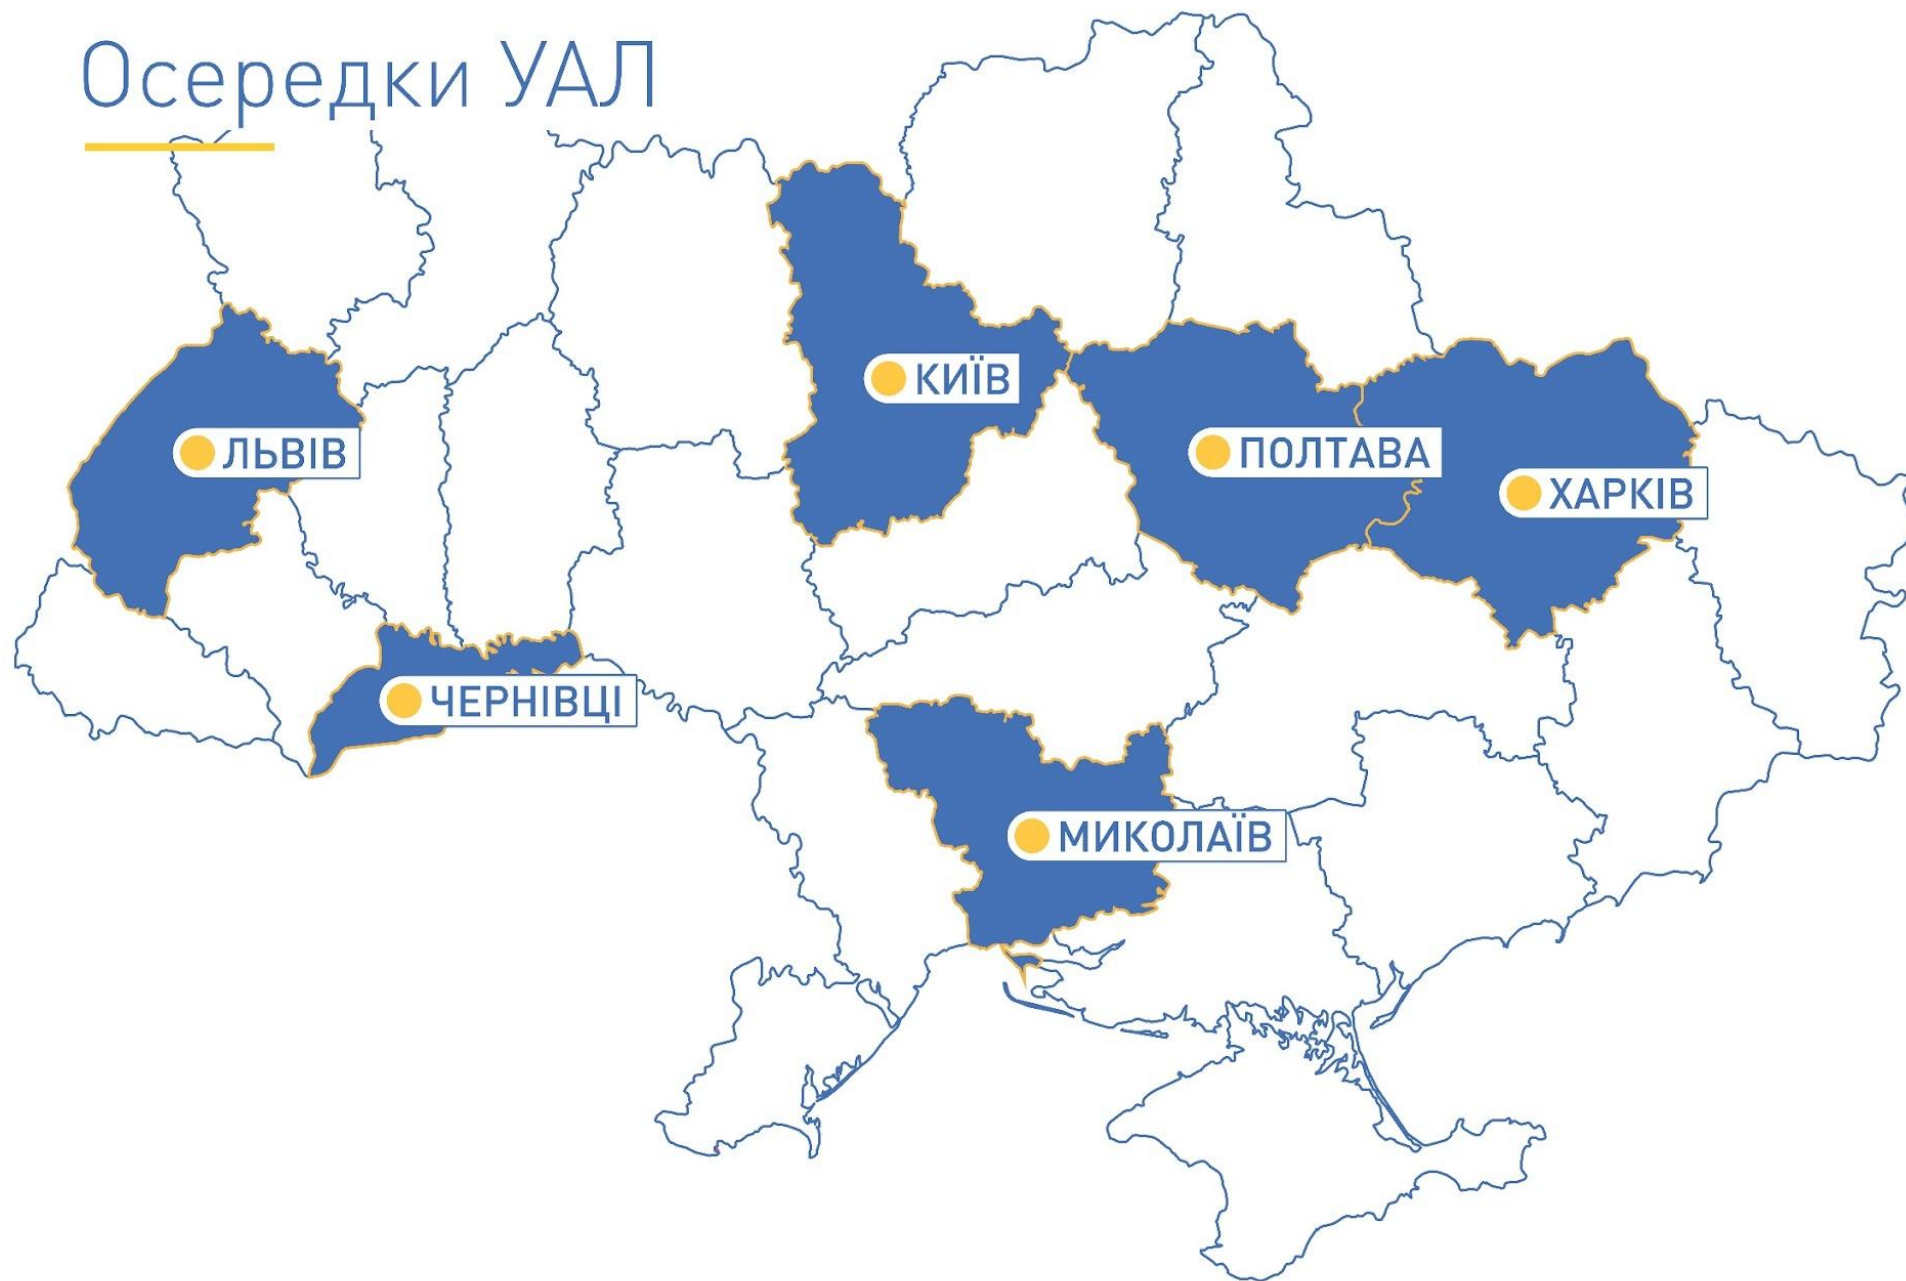 Осередки УАЛ
КИЇВ
ЛЬВІВ
ПОЛТАВА
ХАРКІВ
ЧЕРНІВЦІ
МИКОЛАЇВ